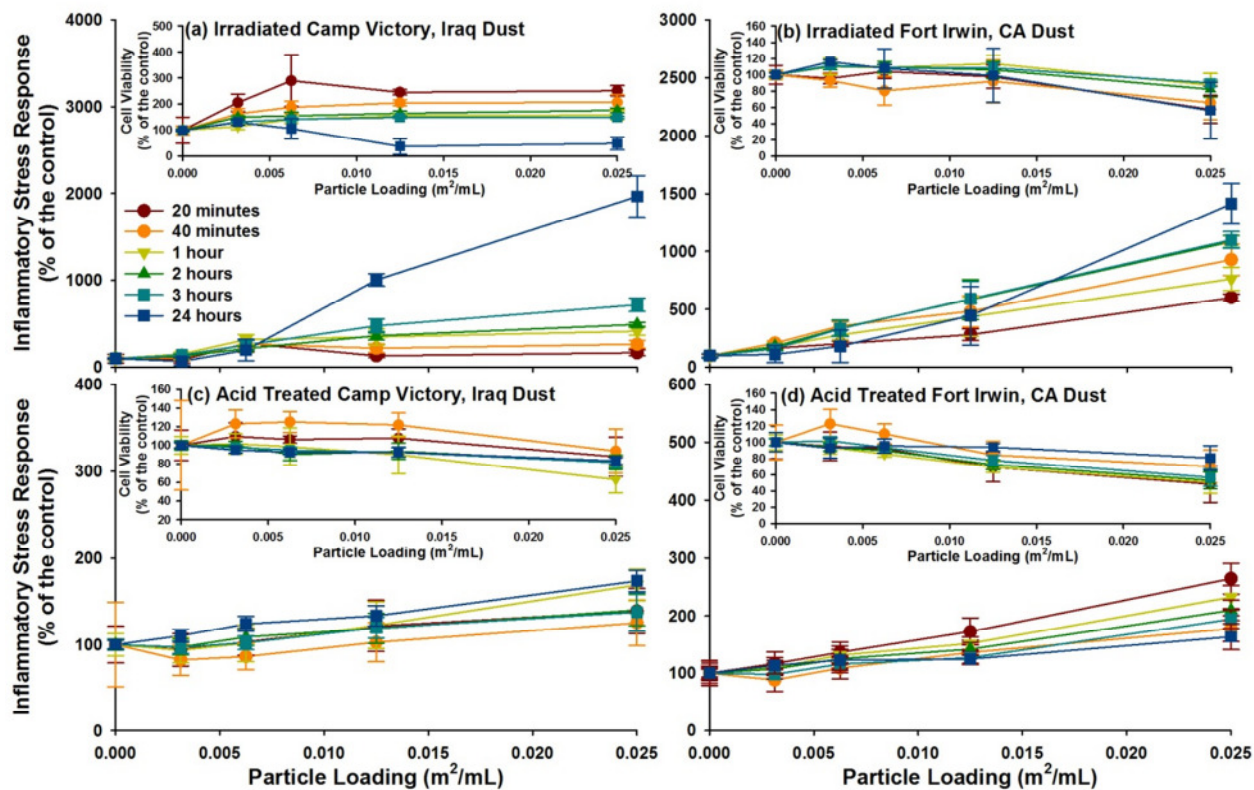 Inflammatory Stress Response
(% of the control)
4000
3000
2000
1000
0
(a) Irradiated Camp Victory, Iraq Dust
Cell Viability
(% of the control)
500
400
300
200
100
0
0.000 0.005 0.010 0.015 0.020 0.025
Particle Loading (m²/mL)
20 minutes
40 minutes
1 hour
2 hours
3 hours
24 hours
3000
2500
2000
1500
1000
500
0
(b) Irradiated Fort Irwin, CA Dust
Cell Viability
(% of the control)
160
140
120
100
80
60
40
20
0
0.000 0.005 0.010 0.015 0.020 0.025
Particle Loading (m²/mL)
Inflammatory Stress Response
(% of the control)
400
300
200
100
0
(c) Acid Treated Camp Victory, Iraq Dust
Cell Viability
(% of the control)
160
140
120
100
80
60
40
20
0.000 0.005 0.010 0.015 0.020 0.025
Particle Loading (m²/mL)
0.000 0.005 0.010 0.015 0.020 0.025
Particle Loading (m²/mL)
600
500
400
300
200
100
0
(d) Acid Treated Fort Irwin, CA Dust
Cell Viability
(% of the control)
160
140
120
100
80
60
40
20
0
0.000 0.005 0.010 0.015 0.020 0.025
Particle Loading (m²/mL)
0.000 0.005 0.010 0.015 0.020 0.025
Particle Loading (m²/mL)